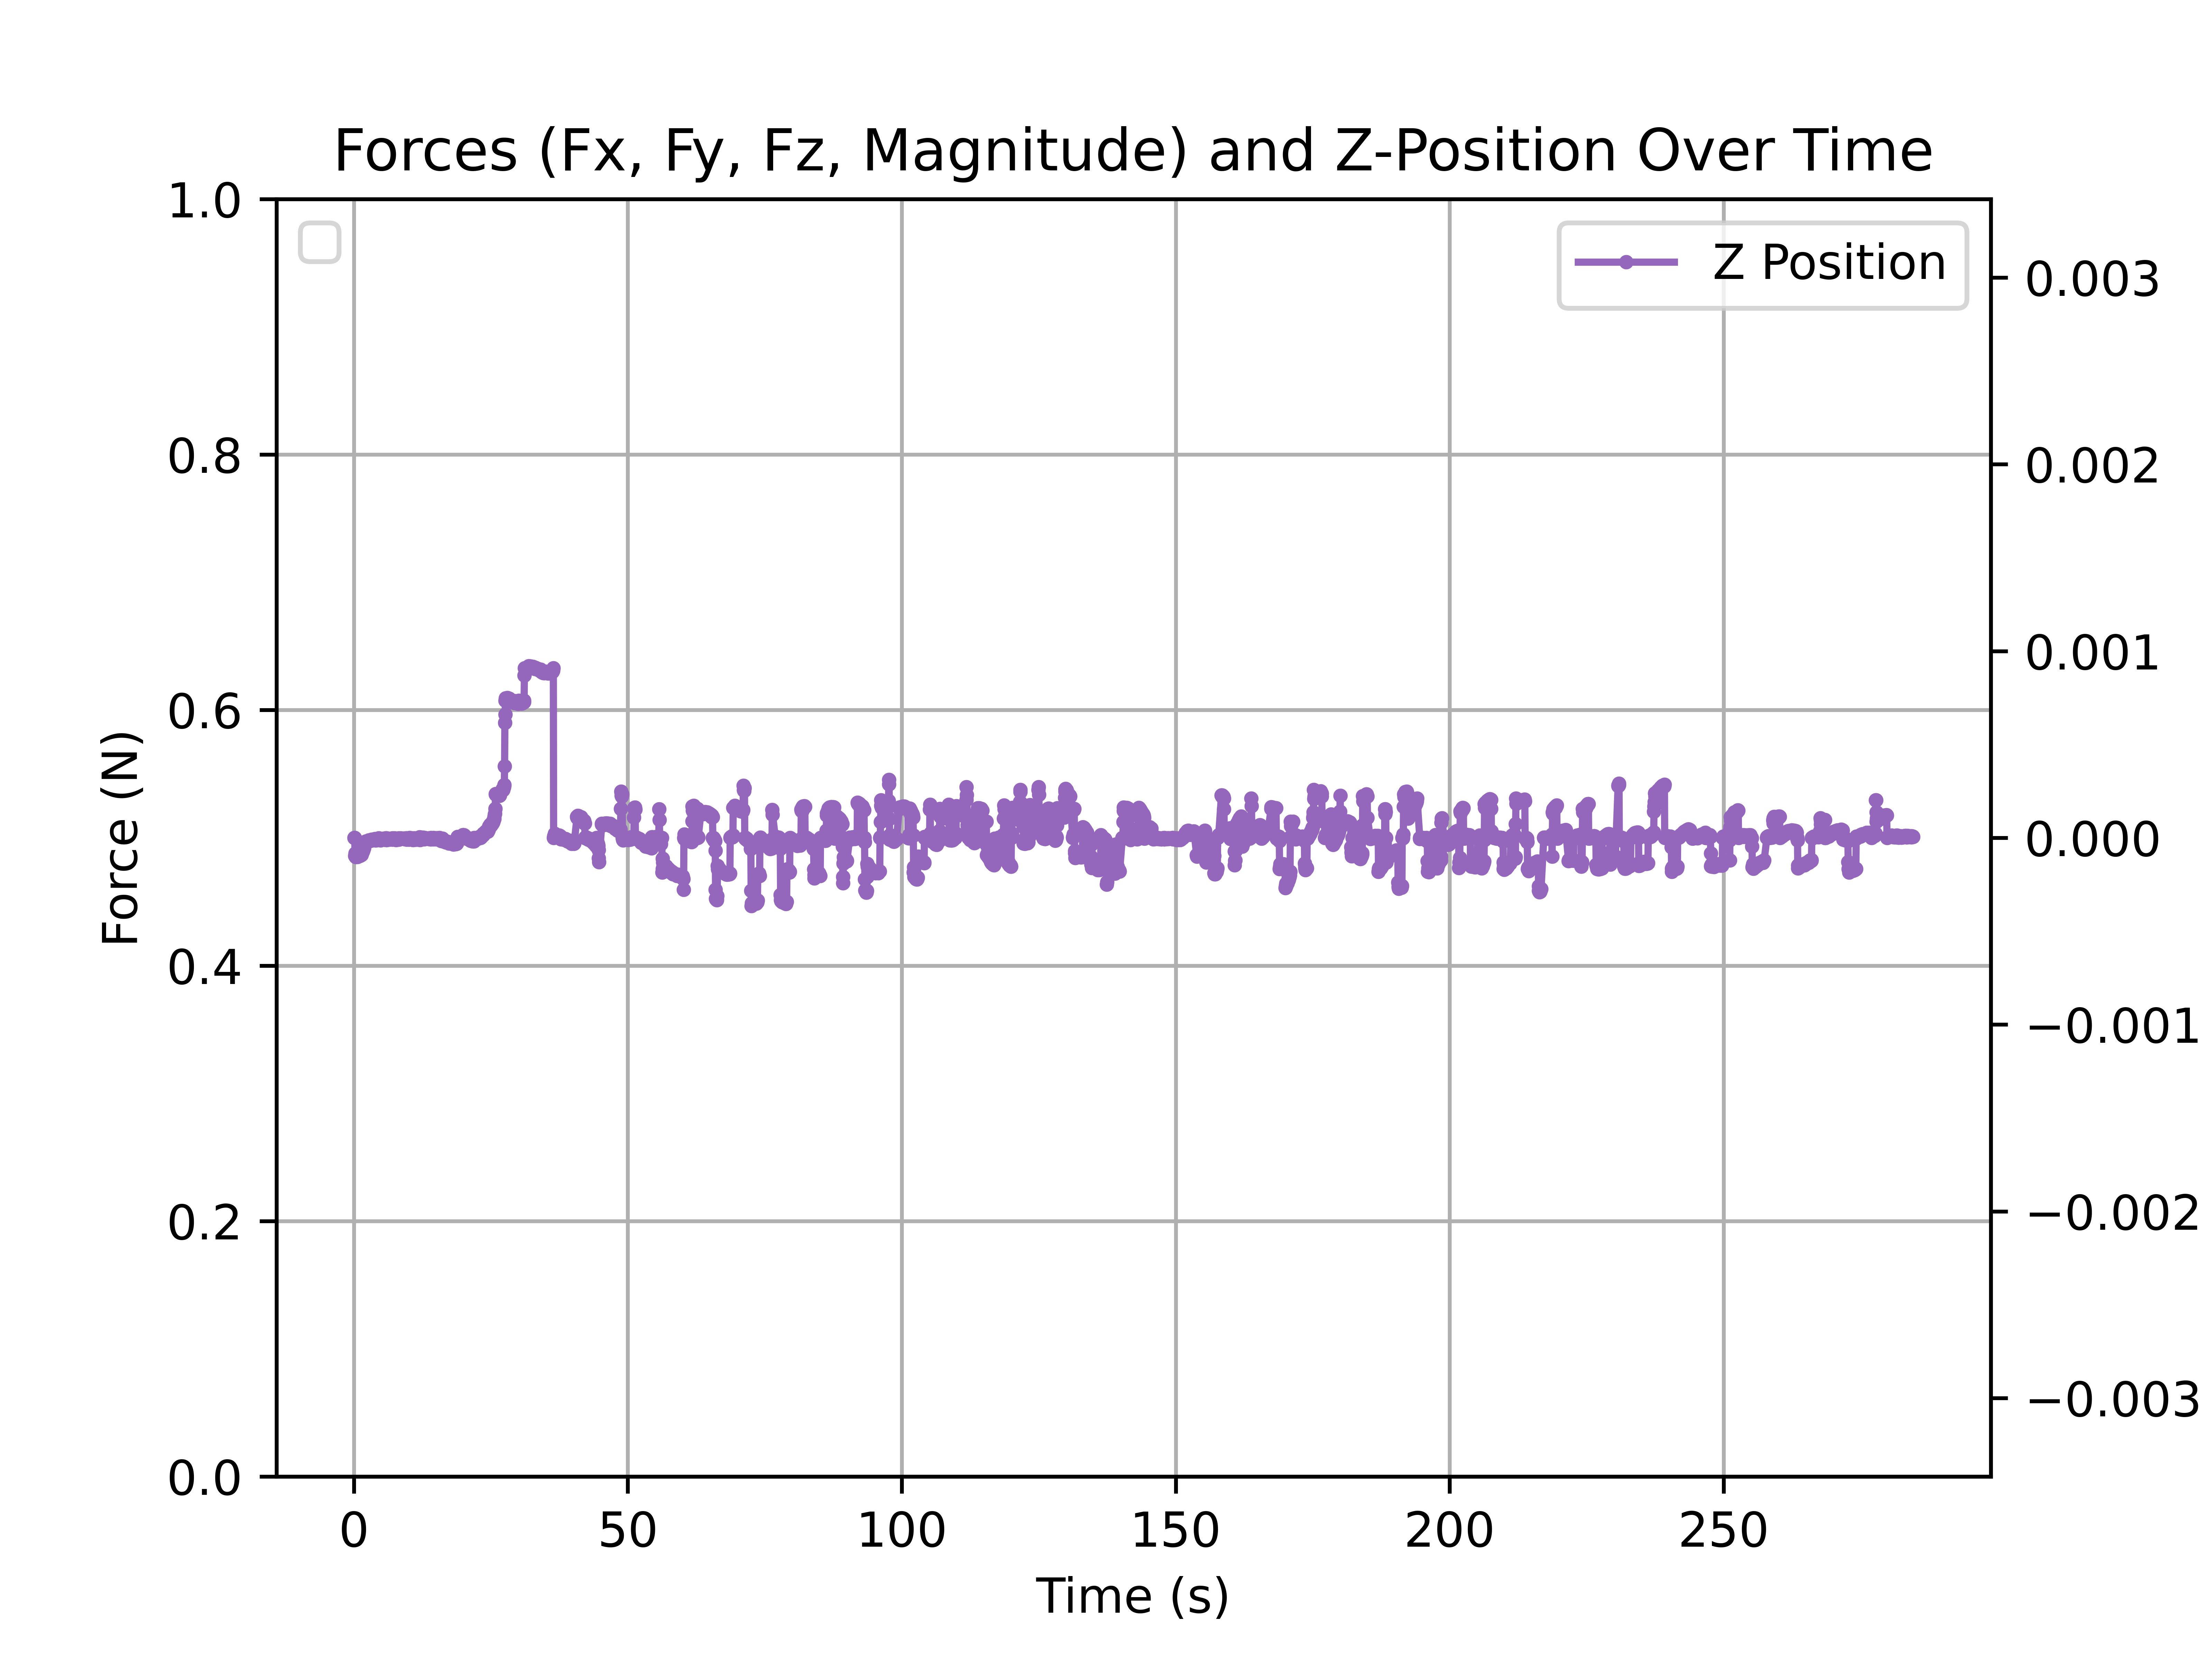 Forces (Fx, Fy, Fz, Magnitude) and Z-Position Over Time
Z Position
1.0
0.8
0.6
0.4
0.2
0.0
Force (N)
0.003
0.002
0.001
0.000
−0.001
−0.002
−0.003
0 50 100 150 200 250
Time (s)